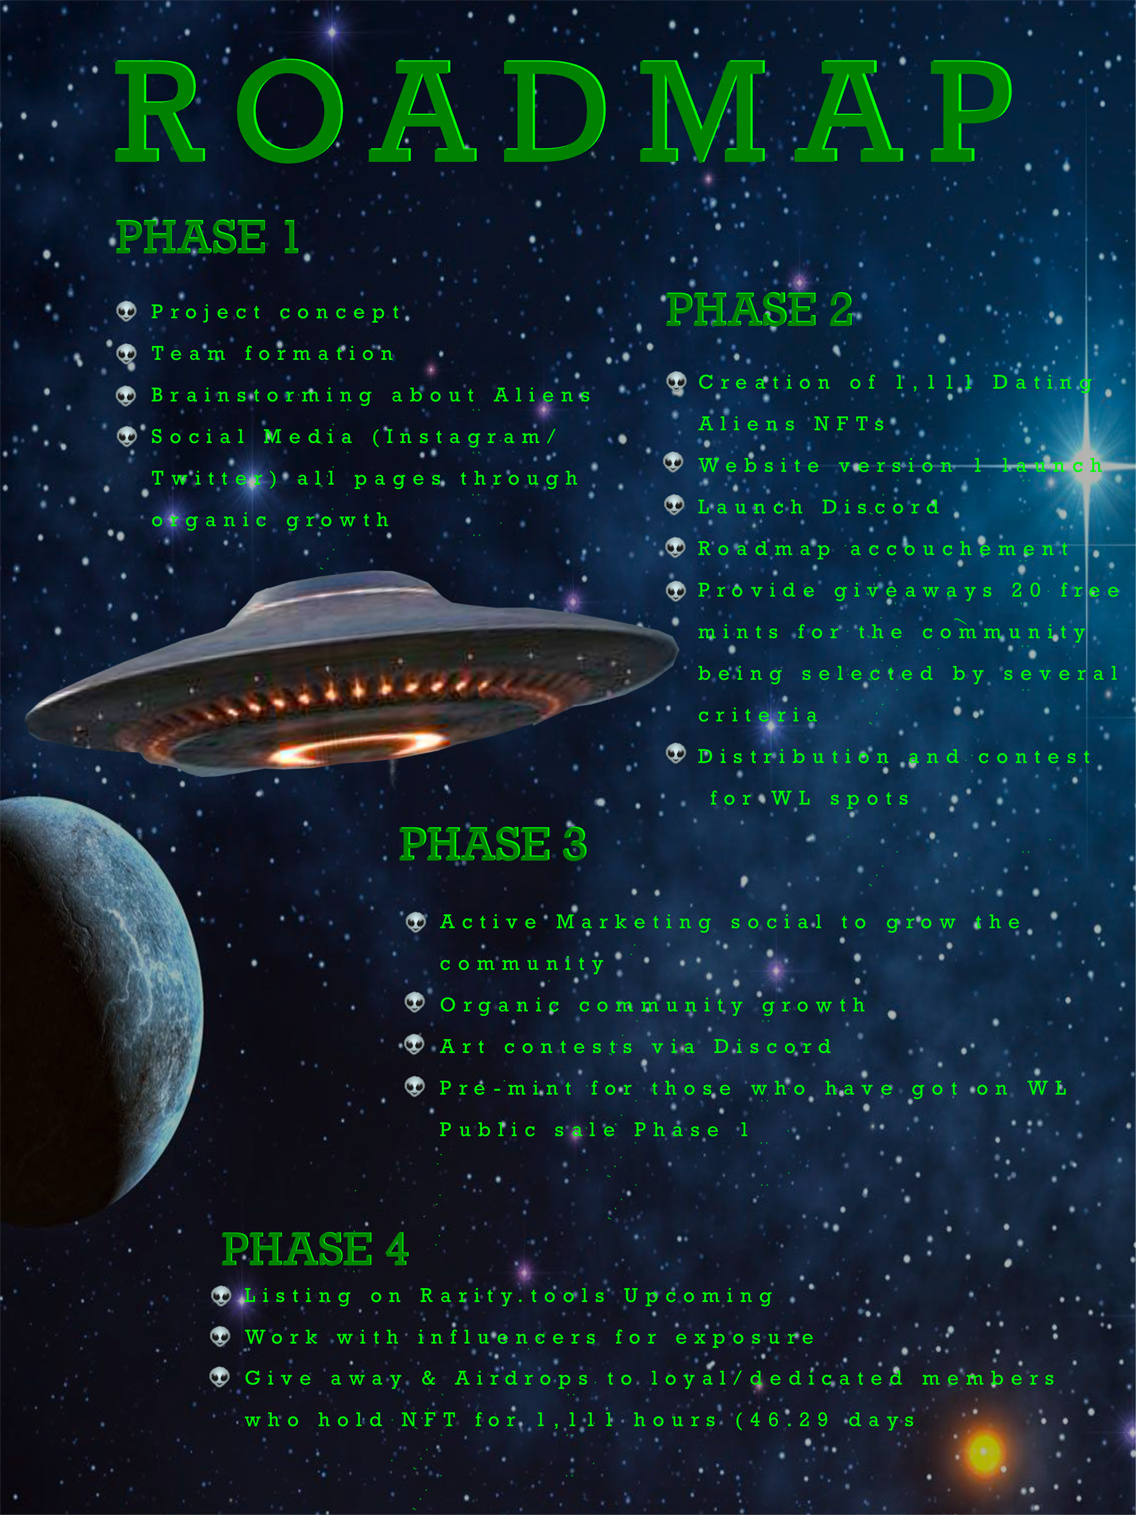 ROADMAP
PHASE 1
Project concept
Team formation
Brainstorming about Aliens
Social Media (Instagram/
Twitter) all pages through
organic growth
PHASE 2
Creation of 1,111 Dating
Aliens NFTs
Website version 1 launch
Launch Discord
Roadmap accouchement
Provide giveaways 20 free
mints for the community
being selected by several
criteria
Distribution and contest
for WL spots
PHASE 3
Active Marketing social to grow the
community
Organic community growth
Art contests via Discord
Pre-mint for those who have got on WL
Public sale Phase 1
PHASE 4
Listing on Rarity.tools Upcoming
Work with influencers for exposure
Give away & Airdrops to loyal/dedicated members
who hold NFT for 1,111 hours (46.29 days